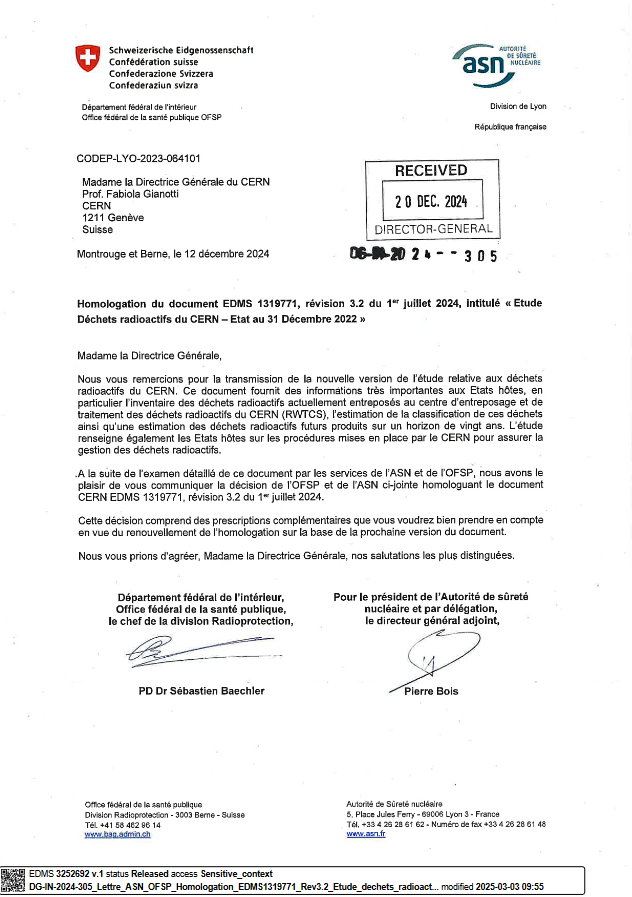 Schweizerische Eidgenossenschaft
Confédération suisse
Confederazione Svizzera
Confederaziun svizra
Département fédéral de l'intérieur
Office fédéral de la santé publique OFSP
asn
AUTORITÉ
DE SÛRETÉ
NUCLÉAIRE
Division de Lyon
République française
CODEP-LYO-2023-064101
Madame la Directrice Générale du CERN
Prof. Fabiola Gianotti
CERN
1211 Genève
Suisse
RECEIVED
20 DEC. 2024
DIRECTOR-GENERAL
24--305
Montrouge et Berne, le 12 décembre 2024
Homologation du document EDMS 1319771, révision 3.2 du 1er juillet 2024, intitulé « Etude
Déchets radioactifs du CERN – Etat au 31 Décembre 2022 »
Madame la Directrice Générale,
Nous vous remercions pour la transmission de la nouvelle version de l'étude relative aux déchets
radioactifs du CERN. Ce document fournit des informations très importantes aux Etats hôtes, en
particulier l'inventaire des déchets radioactifs actuellement entreposés au centre d'entreposage et de
traitement des déchets radioactifs du CERN (RWTCS), l'estimation de la classification de ces déchets
ainsi qu'une estimation des déchets radioactifs futurs produits sur un horizon de vingt ans. L'étude
renseigne également les Etats hôtes sur les procédures mises en place par le CERN pour assurer la
gestion des déchets radioactifs.
A la suite de l'examen détaillé de ce document par les services de l'ASN et de l'OFSP, nous avons le
plaisir de vous communiquer la décision de l'OFSP et de l'ASN ci-jointe homologuant le document
CERN EDMS 1319771, révision 3.2 du 1er juillet 2024.
Cette décision comprend des prescriptions complémentaires que vous voudrez bien prendre en compte
en vue du renouvellement de l'homologation sur la base de la prochaine version du document.
Nous vous prions d'agréer, Madame la Directrice Générale, nos salutations les plus distinguées.
Département fédéral de l'intérieur,
Office fédéral de la santé publique,
le chef de la division Radioprotection,
PD Dr Sébastien Baechler
Pour le président de l'Autorité de sûreté
nucléaire et par délégation,
le directeur général adjoint,
Pierre Bois
Office fédéral de la santé publique
Division Radioprotection - 3003 Berne - Suisse
Tél. +41 58 462 96 14
www.bag.admin.ch
Autorité de Sûreté nucléaire
5, Place Jules Ferry - 69006 Lyon 3 - France
Tél. +33 4 26 28 61 62 - Numéro de fax +33 4 26 28 61 48
www.asn.fr
EDMS 3252692 v.1 status Released access Sensitive_context
DG-IN-2024-305_Lettre_ASN_OFSP_Homologation_EDMS1319771_Rev3.2_Etude_dechets_radioact... modified 2025-03-03 09:55